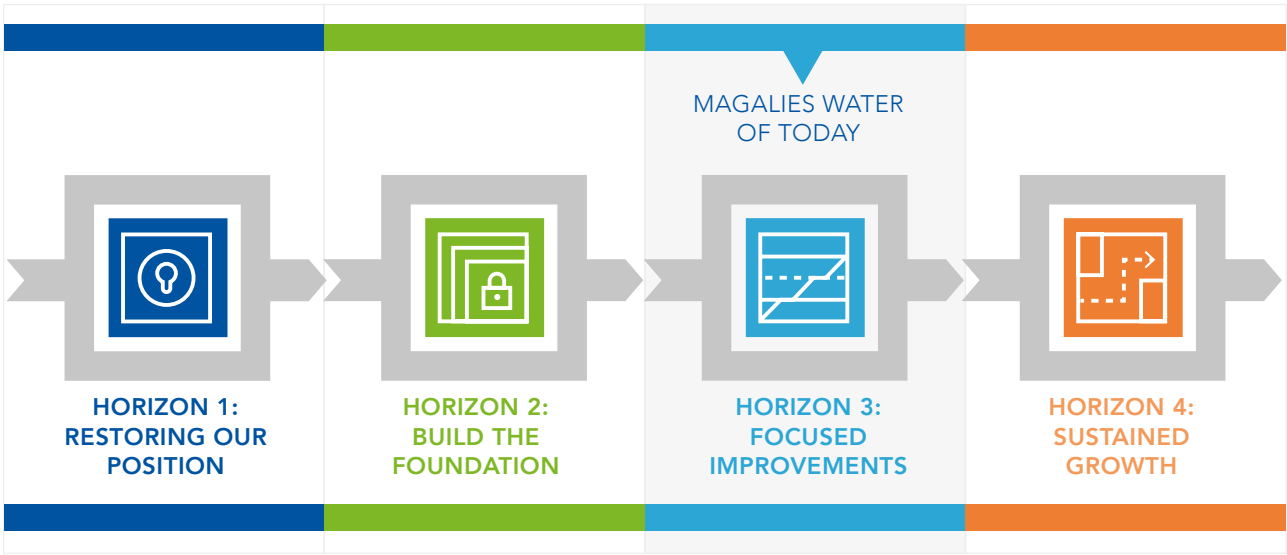 MAGALIES WATER
OF TODAY
HORIZON 1:
RESTORING OUR
POSITION
HORIZON 2:
BUILD THE
FOUNDATION
HORIZON 3:
FOCUSED
IMPROVEMENTS
HORIZON 4:
SUSTAINED
GROWTH